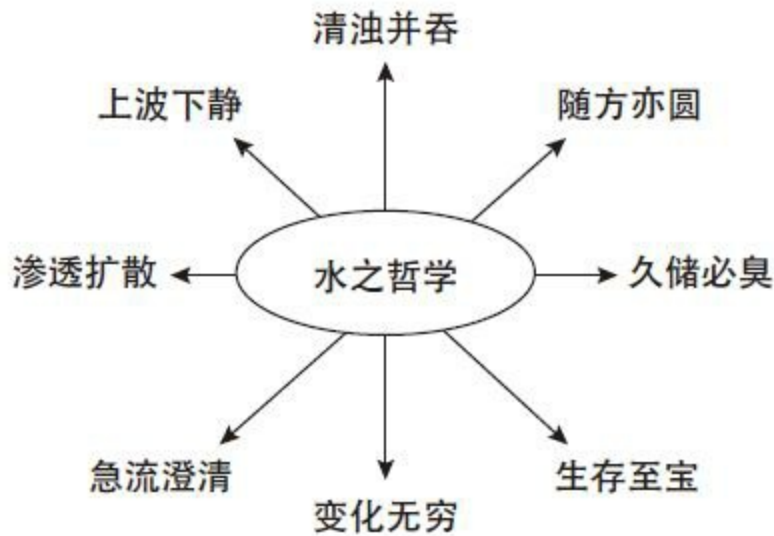 清浊并吞
上波下静
随方亦圆
渗透扩散
水之哲学
久储必臭
急流澄清
生存至宝
变化无穷